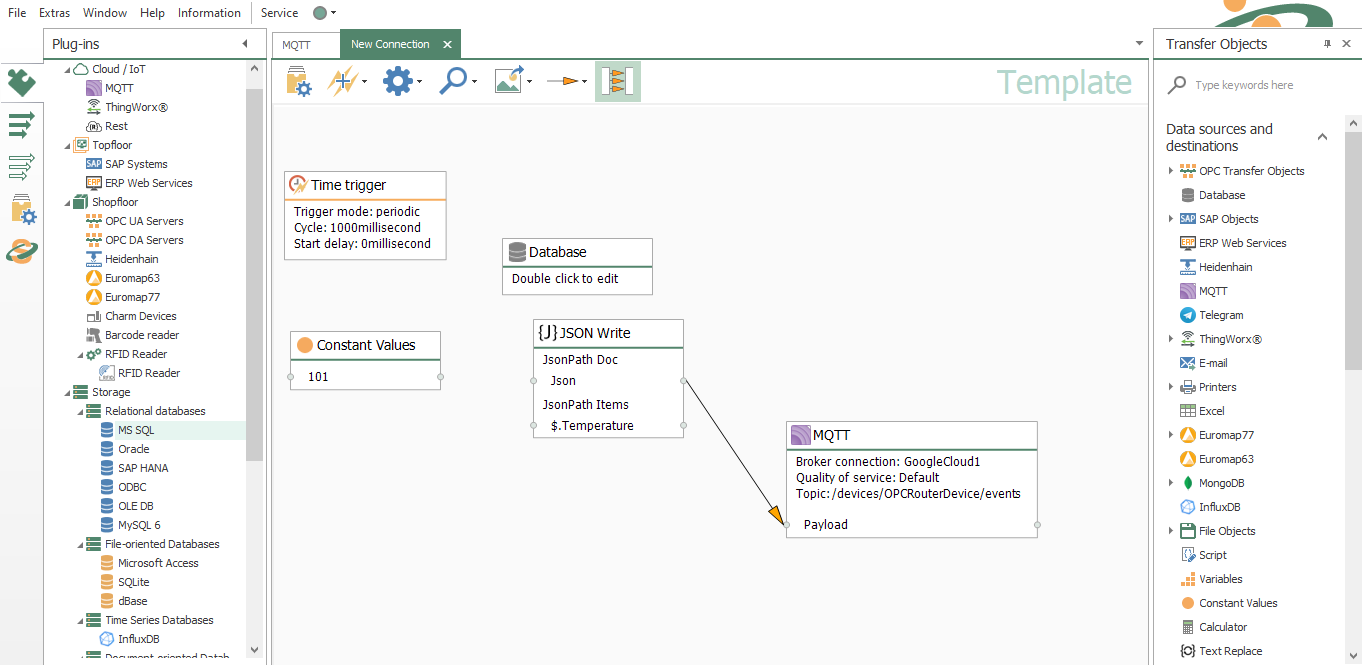 File Extras Window Help Information Service
Plug-ins
Cloud / IoT
MQTT
ThingWorx®
Rest
Topfloor
SAP SAP Systems
ERP ERP Web Services
Shopfloor
OPC UA Servers
OPC DA Servers
Heidenhain
Euromap63
Euromap77
Charm Devices
Barcode reader
RFID Reader
RFID Reader
Storage
Relational databases
MS SQL
Oracle
SAP HANA
ODBC
OLE DB
MySQL 6
File-oriented Databases
Microsoft Access
SQLite
dBase
Time Series Databases
InfluxDB
Document-oriented Datab
MQTT
New Connection
Template
Time trigger
Trigger mode: periodic
Cycle: 1000millisecond
Start delay: 0millisecond
Database
Double click to edit
Constant Values
101
{J} JSON Write
JsonPath Doc
Json
JsonPath Items
$.Temperature
MQTT
Broker connection: GoogleCloud1
Quality of service: Default
Topic: /devices/OPCRouterDevice/events
Payload
Transfer Objects
Type keywords here
Data sources and
destinations
OPC Transfer Objects
Database
SAP SAP Objects
ERP ERP Web Services
Heidenhain
MQTT
Telegram
ThingWorx®
E-mail
Printers
Excel
Euromap77
Euromap63
MongoDB
InfluxDB
File Objects
Script
Variables
Constant Values
Calculator
Text Replace